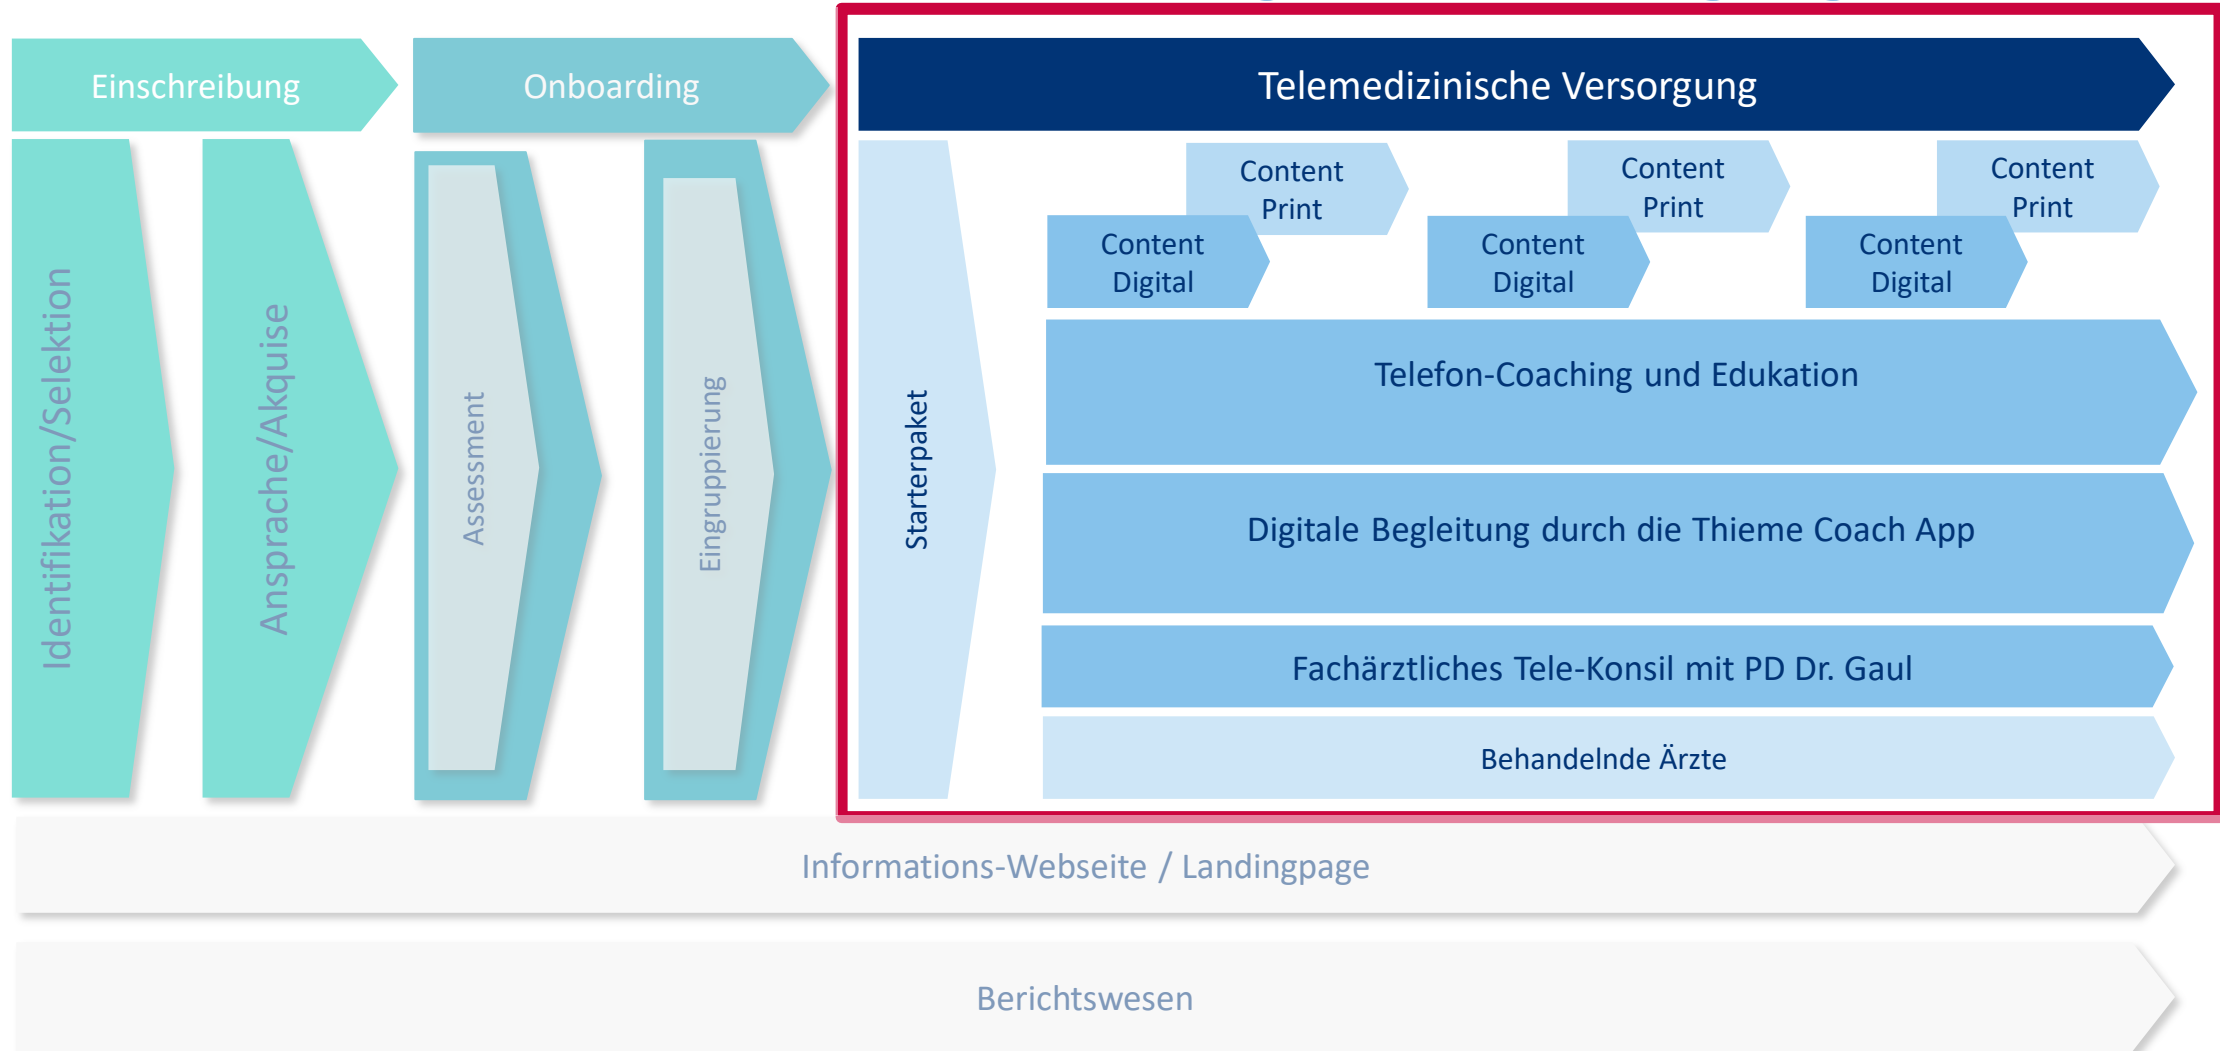 Einschreibung
Onboarding
Telemedizinische Versorgung
Identifikation/Selektion
Ansprache/Akquise
Assessment
Eingruppierung
Starterpaket
Content
Print
Content
Print
Content
Print
Content
Digital
Content
Digital
Content
Digital
Telefon-Coaching und Edukation
Digitale Begleitung durch die Thieme Coach App
Fachärztliches Tele-Konsil mit PD Dr. Gaul
Behandelnde Ärzte
Informations-Webseite / Landingpage
Berichtswesen